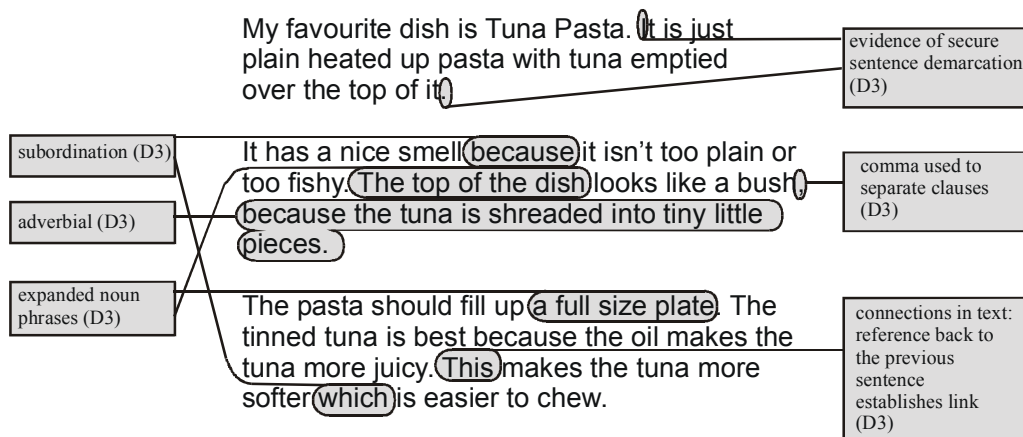 My favourite dish is Tuna Pasta. It is just
plain heated up pasta with tuna emptied
over the top of it.
evidence of secure
sentence demarcation
(D3)
subordination (D3)
adverbial (D3)
expanded noun
phrases (D3)
It has a nice smell because it isn't too plain or
too fishy. The top of the dish looks like a bush,
because the tuna is shreaded into tiny little
pieces.
comma used to
separate clauses
(D3)
The pasta should fill up a full size plate. The
tinned tuna is best because the oil makes the
tuna more juicy. This makes the tuna more
softer which is easier to chew.
connections in text:
reference back to
the previous
sentence
establishes link
(D3)